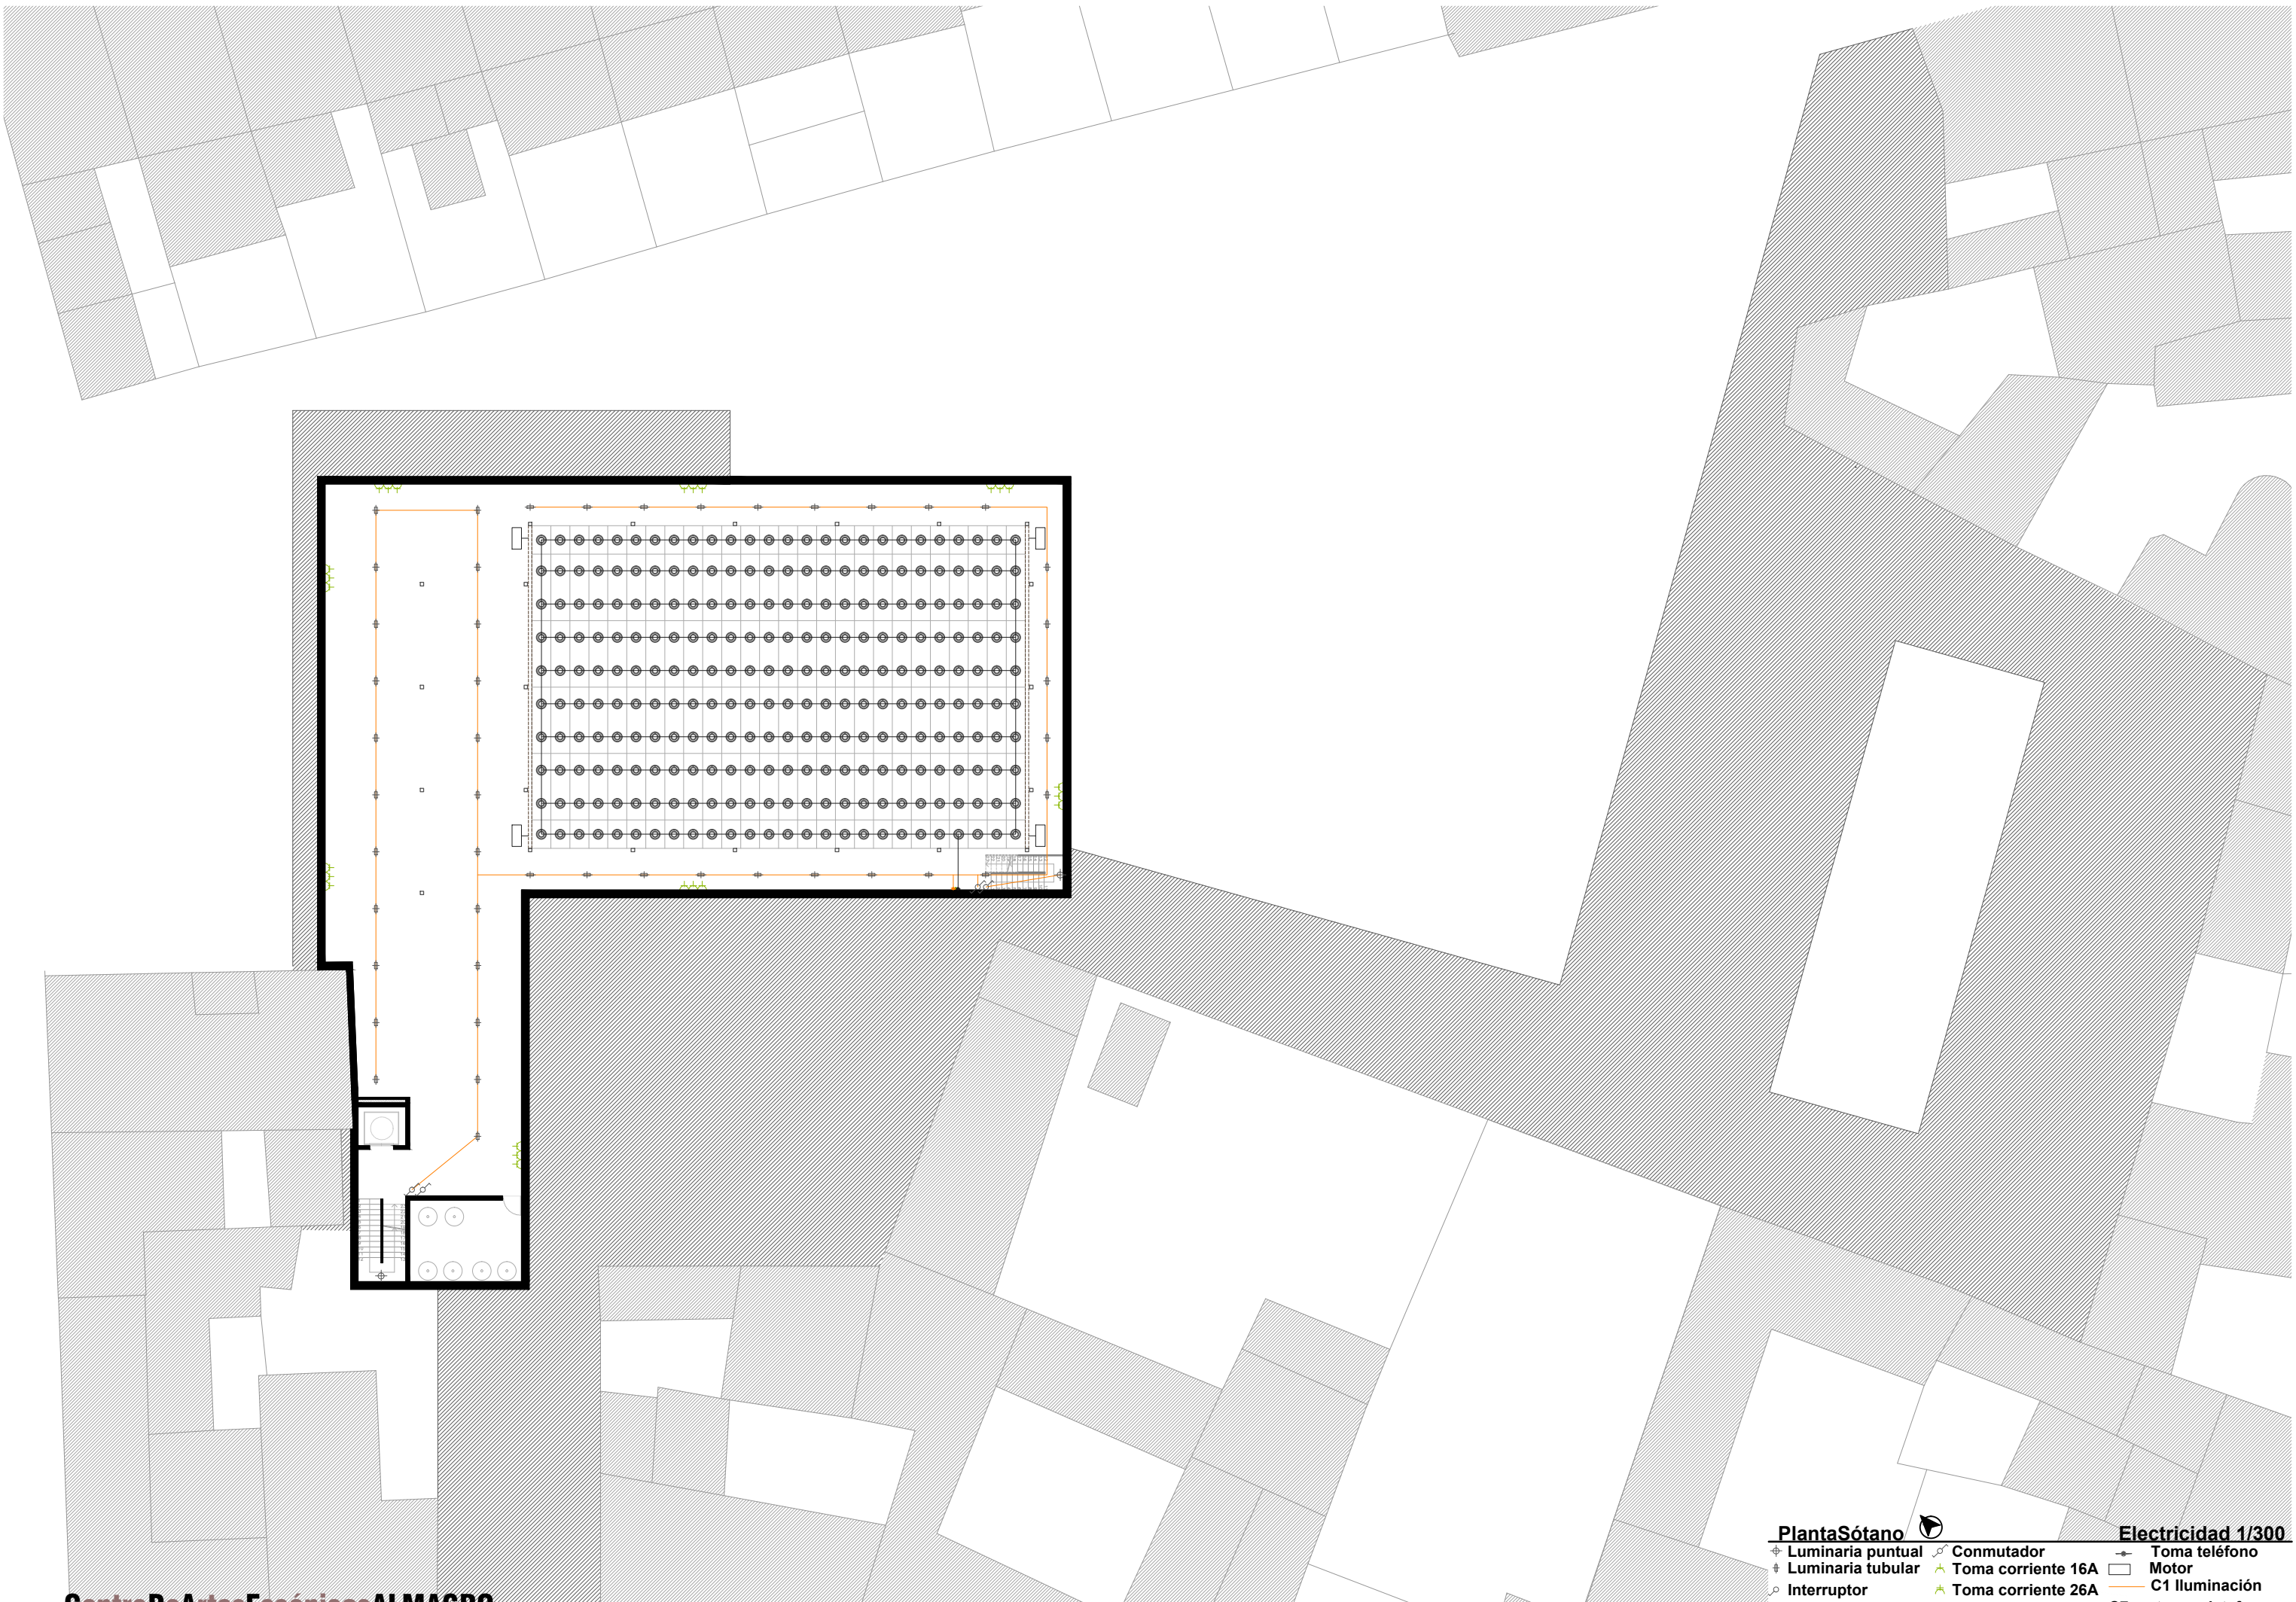 PlantaSótano Electricidad 1/300
Luminaria puntual Conmutador Toma teléfono
Luminaria tubular Toma corriente 16A Motor
Interruptor Toma corriente 26A C1 Iluminación
CentroDeArtesEscénicasALMAGRO